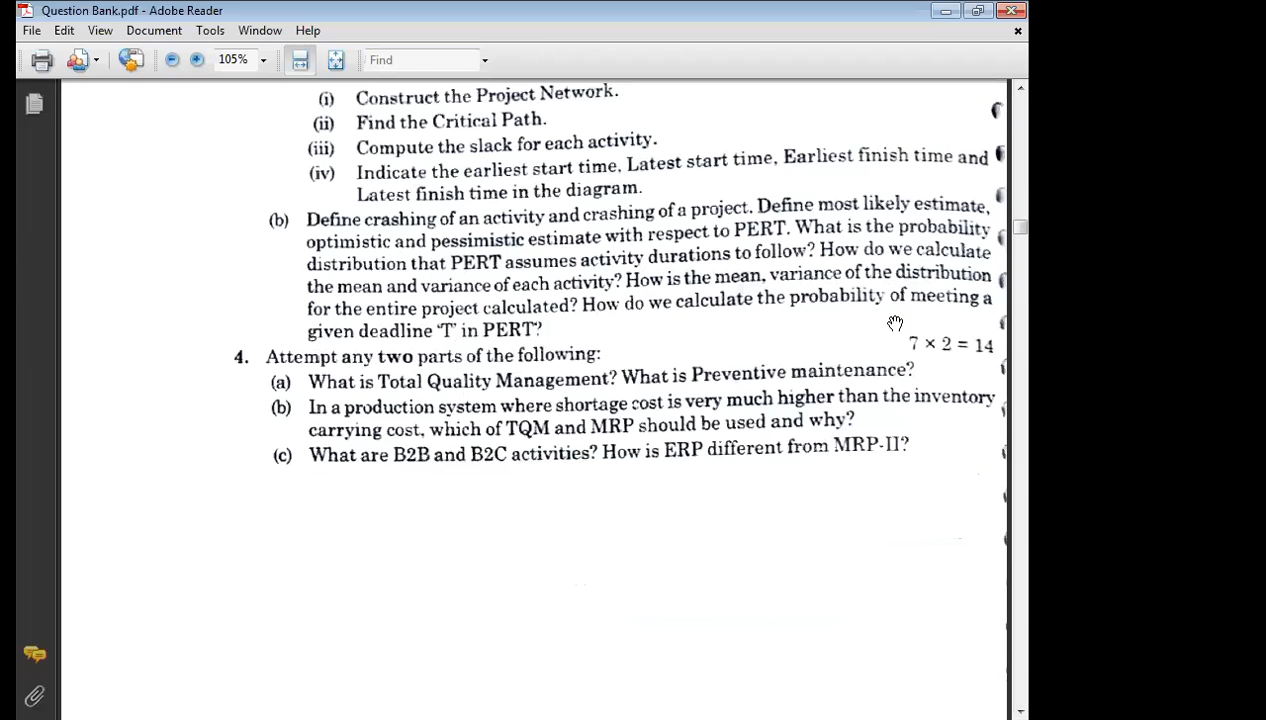 Question Bank.pdf - Adobe Reader
File Edit View Document Tools Window Help
105% Find
(i) Construct the Project Network.
(ii) Find the Critical Path.
(iii) Compute the slack for each activity.
(iv) Indicate the earliest start time, Latest start time, Earliest finish time and
Latest finish time in the diagram.
(b) Define crashing of an activity and crashing of a project. Define most likely estimate,
optimistic and pessimistic estimate with respect to PERT. What is the probability
distribution that PERT assumes activity durations to follow? How do we calculate
the mean and variance of each activity? How is the mean, variance of the distribution
for the entire project calculated? How do we calculate the probability of meeting a
given deadline ‘T’ in PERT?
7 × 2 = 14
4. Attempt any two parts of the following:
(a) What is Total Quality Management? What is Preventive maintenance?
(b) In a production system where shortage cost is very much higher than the inventory
carrying cost, which of TQM and MRP should be used and why?
(c) What are B2B and B2C activities? How is ERP different from MRP-II?